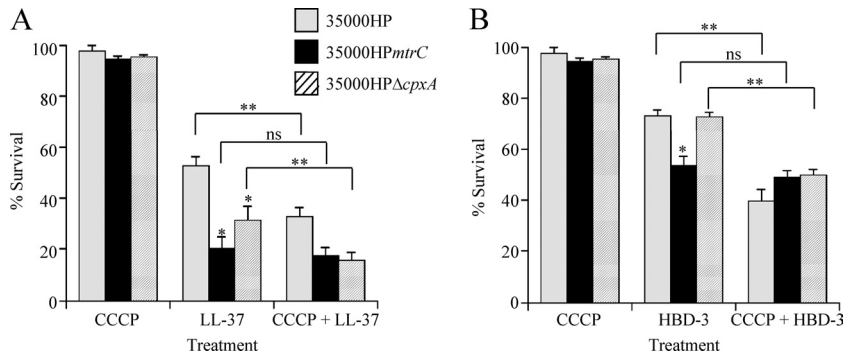 A
B
35000HP
35000HPmtrC
35000HPΔcpxA
% Survival
100
80
60
40
20
0
**
ns
**
*
*
CCCP
LL-37
CCCP + LL-37
Treatment
% Survival
100
80
60
40
20
0
**
ns
**
*
CCCP
HBD-3
CCCP + HBD-3
Treatment